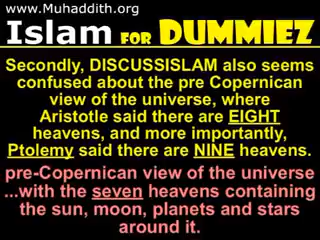 www.Muhaddith.org
Islam FOR DUMMIEZ
Secondly, DISCUSSISLAM also seems
confused about the pre Copernican
view of the universe, where
Aristotle said there are EIGHT
heavens, and more importantly,
Ptolemy said there are NINE heavens.
pre-Copernican view of the universe
...with the seven heavens containing
the sun, moon, planets and stars
around it.